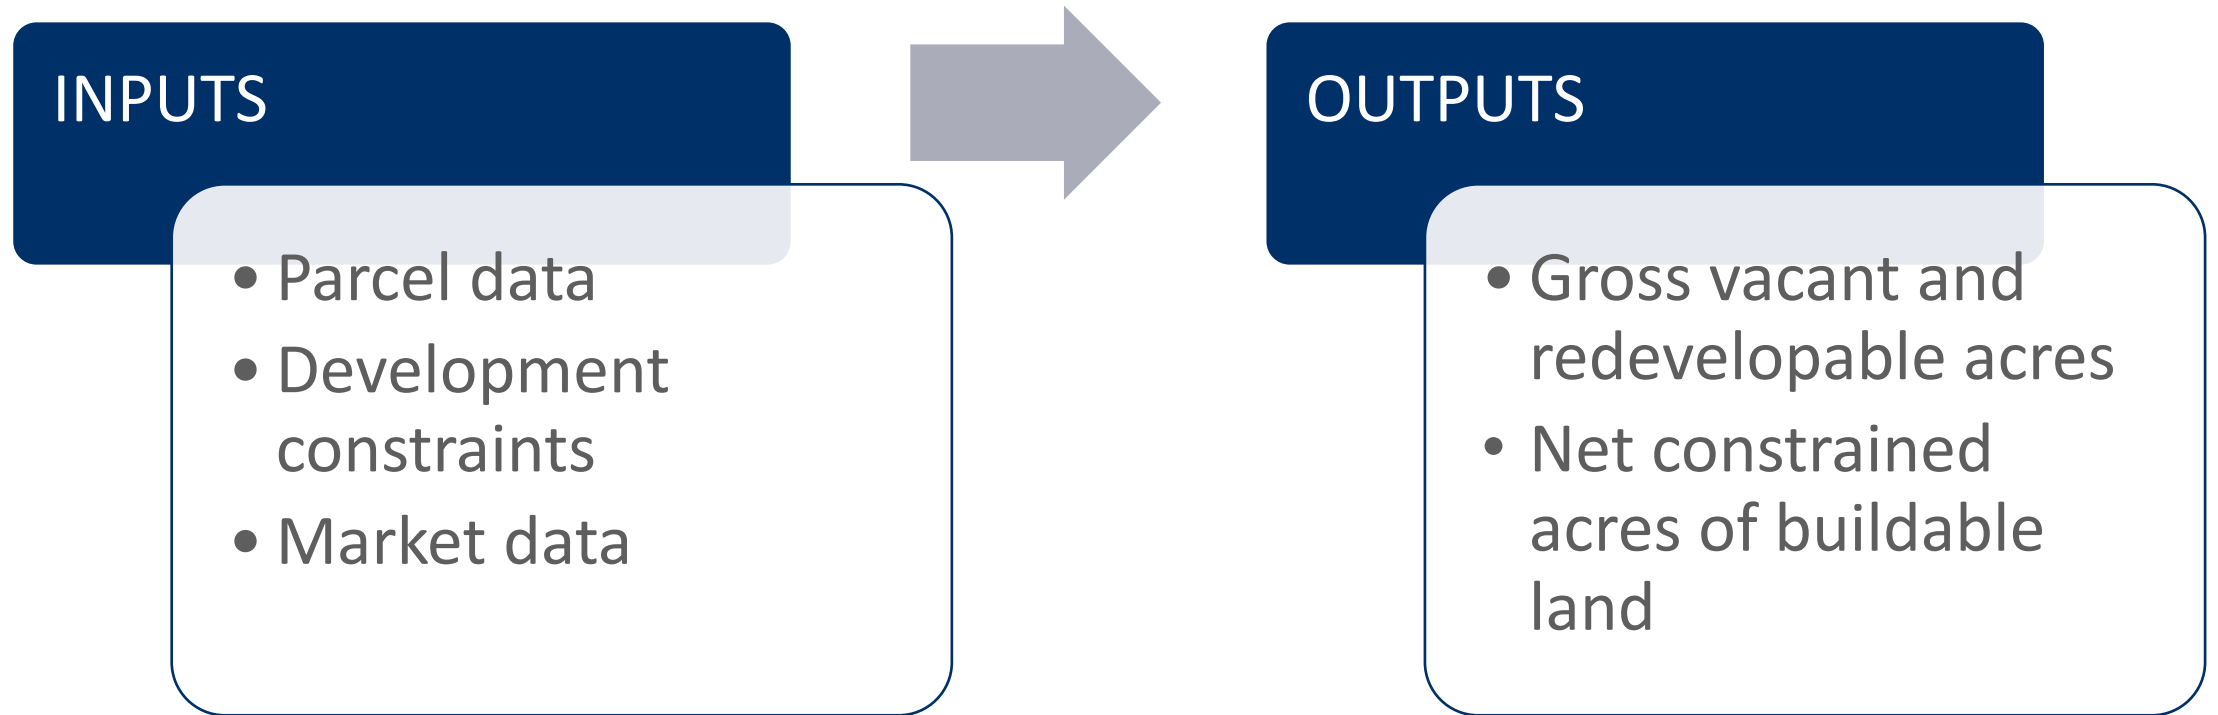 INPUTS
• Parcel data
• Development
constraints
• Market data
OUTPUTS
• Gross vacant and
redevelopable acres
• Net constrained
acres of buildable
land